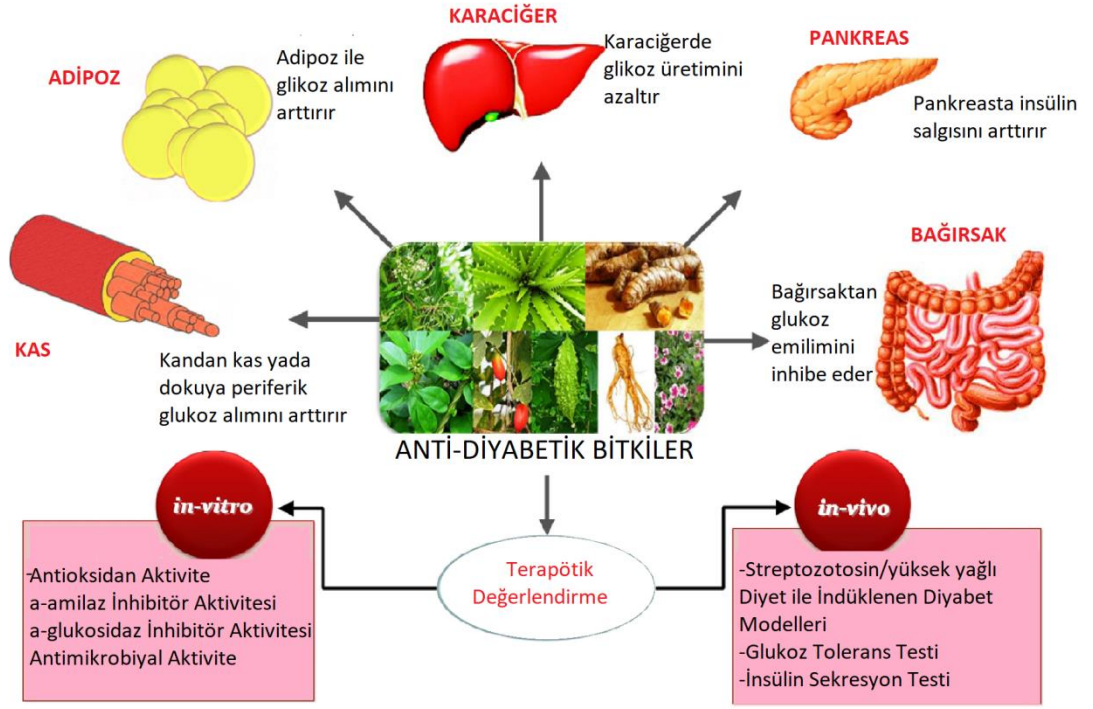 KARACİĞER
Karaciğerde
glikoz üretimini
azaltır
ADİPOZ
Adipoz ile
glikoz alımını
arttırır
PANKREAS
Pankreasta insülin
salgısını arttırır
KAS
Kandan kas yada
dokuya periferik
glukoz alımını arttırır
BAĞIRSAK
Bağırsaktan
glukoz
emilimini
inhibe eder
ANTİ-DİYABETİK BİTKİLER
in-vitro
-Antioksidan Aktivite
a-amilaz İnhibitör Aktivitesi
a-glukosidaz İnhibitör Aktivitesi
Antimikrobiyal Aktivite
Terapötik
Değerlendirme
in-vivo
-Streptozotosin/yüksek yağlı
Diyet ile İndüklenen Diyabet
Modelleri
-Glukoz Tolerans Testi
-İnsülin Sekresyon Testi